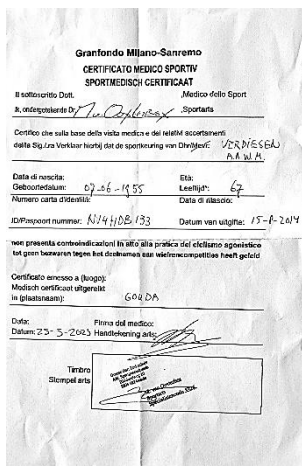 Granfondo Milano-Sanremo
CERTIFICATO MEDICO SPORTIV
SPORTMEDISCH CERTIFICAAT
Il sottoscritto Dott. ,Medico dello Sport
Ik, ondergetekende Dr. ,Sportarts
Certifico che sulla base della visita medica e dei relativi accertamenti
della Sig./ra Verklaar hierbij dat de sportkeuring van Dhr/Mevr. VERDIESEN
A.A.W.M.
Data di nascita: Età:
Geboortedatum: 07-06-1955 Leeftijd: 67
Numero carta d'identità: Data di rilascio:
ID/Paspoort nummer: Datum van uitgifte: 15-8-2014
non presenta controindicazioni in atto alla pratica del ciclismo agonistico
tot geen bezwaren tegen het deelnemen aan wielrencompetities heeft geleid
Certificato emesso a (luogo):
Medisch certificaat uitgereikt
in (plaatsnaam): GOUDA
Data: Firma del medico:
Datum: 23-5-2023 Handtekening arts:
Timbro
Stempel arts